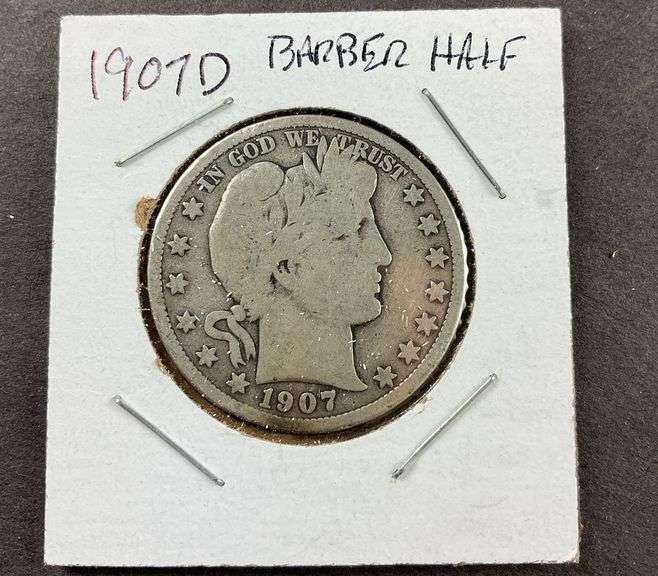 1907D BARBER HALF
IN GOD WE TRUST
1907